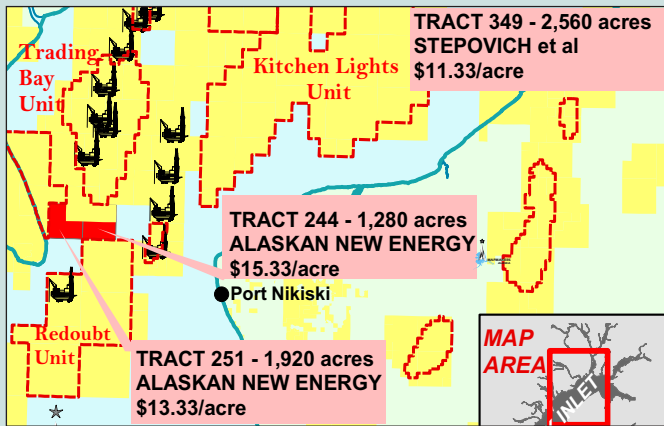 TRACT 349 - 2,560 acres
STEPOVICH et al
$11.33/acre
Trading
Bay
Unit
Kitchen Lights
Unit
TRACT 244 - 1,280 acres
ALASKAN NEW ENERGY
$15.33/acre
Port Nikiski
Redoubt
Unit
TRACT 251 - 1,920 acres
ALASKAN NEW ENERGY
$13.33/acre
MAP
AREA
INLET